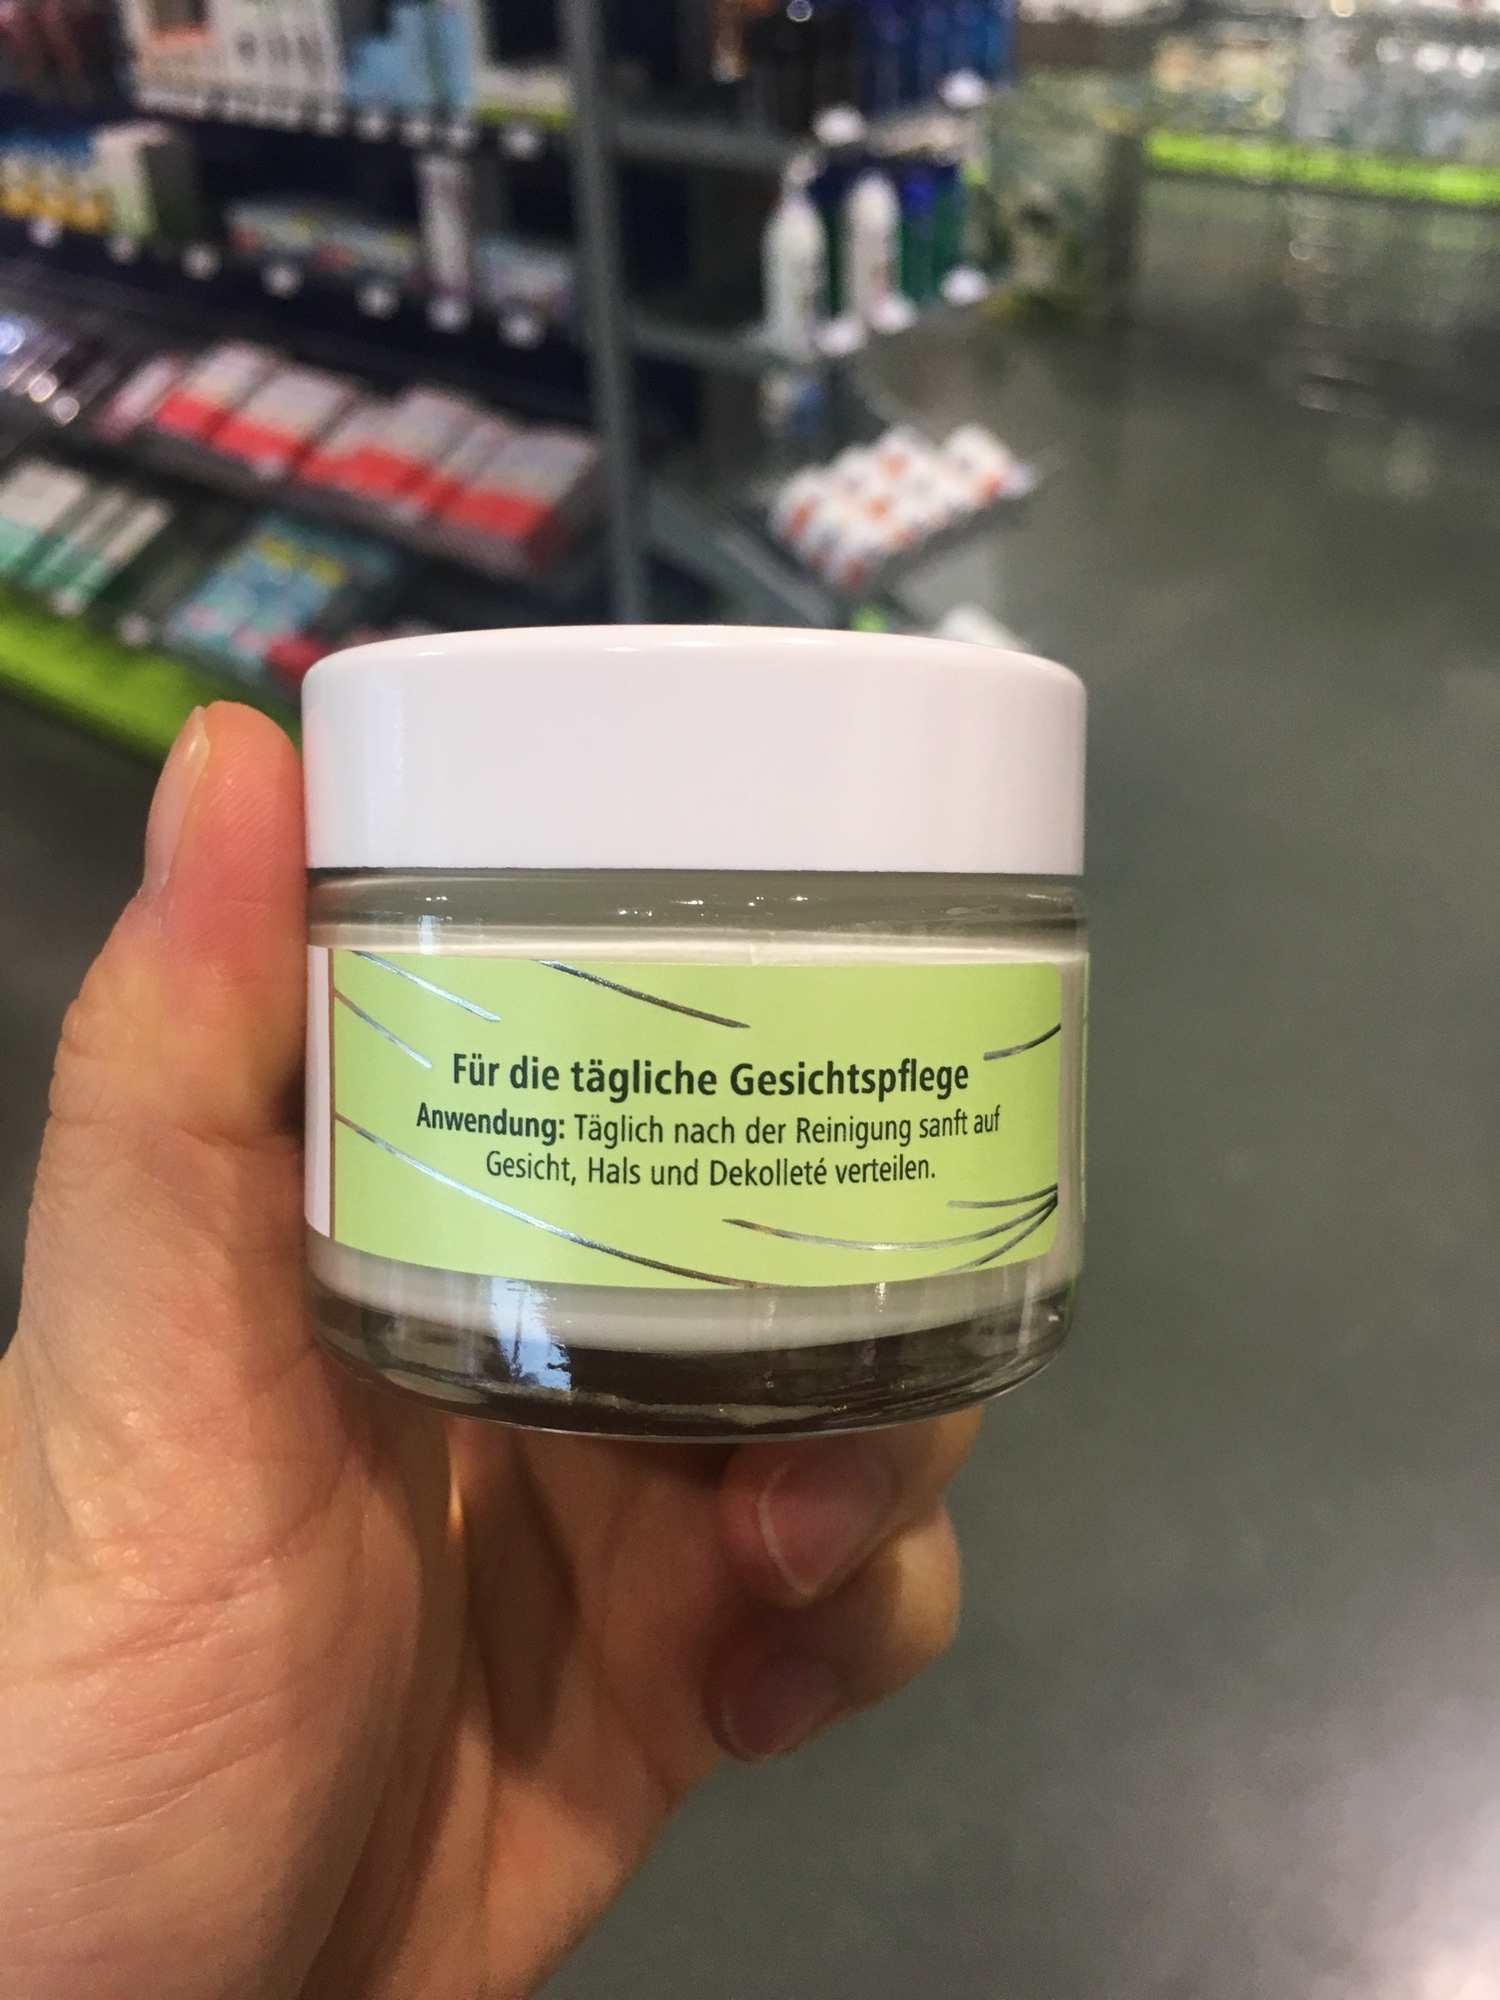 Für die tägliche Gesichtspflege
Anwendung: Täglich nach der Reinigung sanft auf
Gesicht, Hals und Dekolleté verteilen.